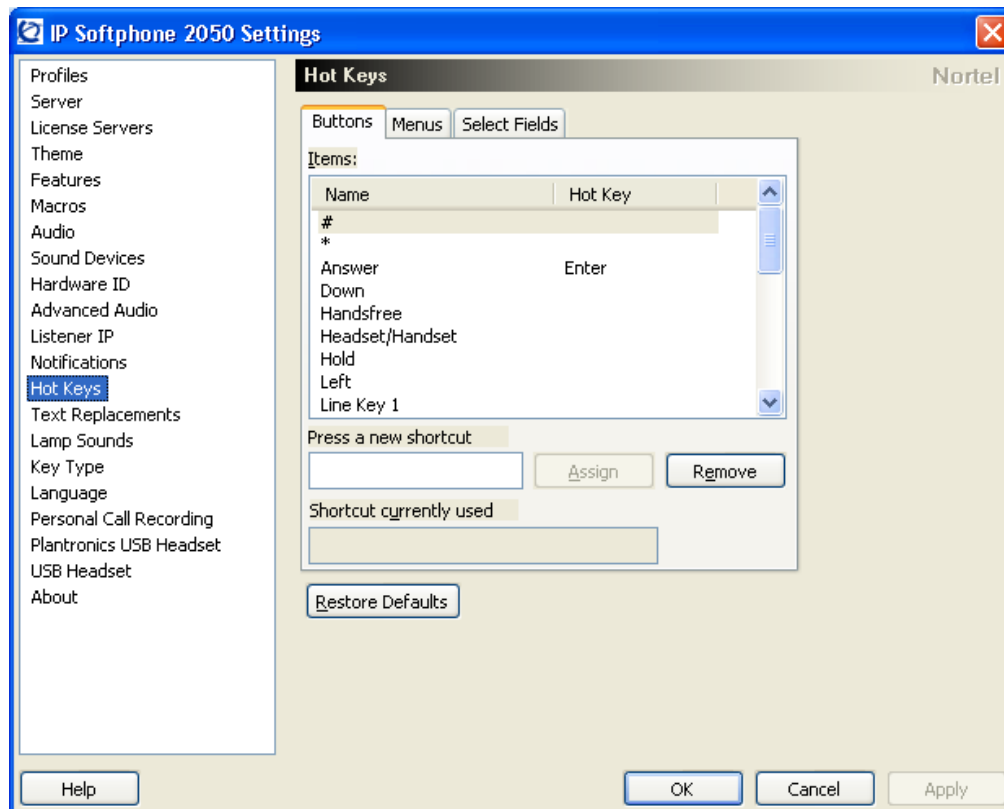 IP Softphone 2050 Settings
Profiles
Server
License Servers
Theme
Features
Macros
Audio
Sound Devices
Hardware ID
Advanced Audio
Listener IP
Notifications
Hot Keys
Text Replacements
Lamp Sounds
Key Type
Language
Personal Call Recording
Plantronics USB Headset
USB Headset
About
Hot Keys Nortel
Buttons Menus Select Fields
Items:
Name Hot Key
#
*
Answer Enter
Down
Handsfree
Headset/Handset
Hold
Left
Line Key 1
Press a new shortcut
Assign Remove
Shortcut currently used
Restore Defaults
Help OK Cancel Apply